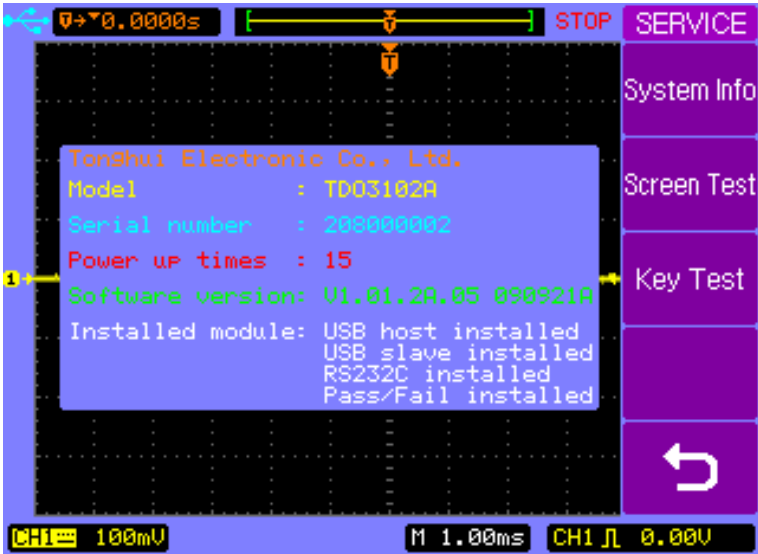 0.0000s
STOP
SERVICE
T
System Info
Tonghui Electronic Co., Ltd.
Model : TDO3102A
Screen Test
Serial number : 208000002
Power up times : 15
1
Key Test
Software version: V1.01.2A.05 090921A
Installed module: USB host installed
USB slave installed
RS232C installed
Pass/Fail installed
CH1 100mV
M 1.00ms
CH1 0.00V